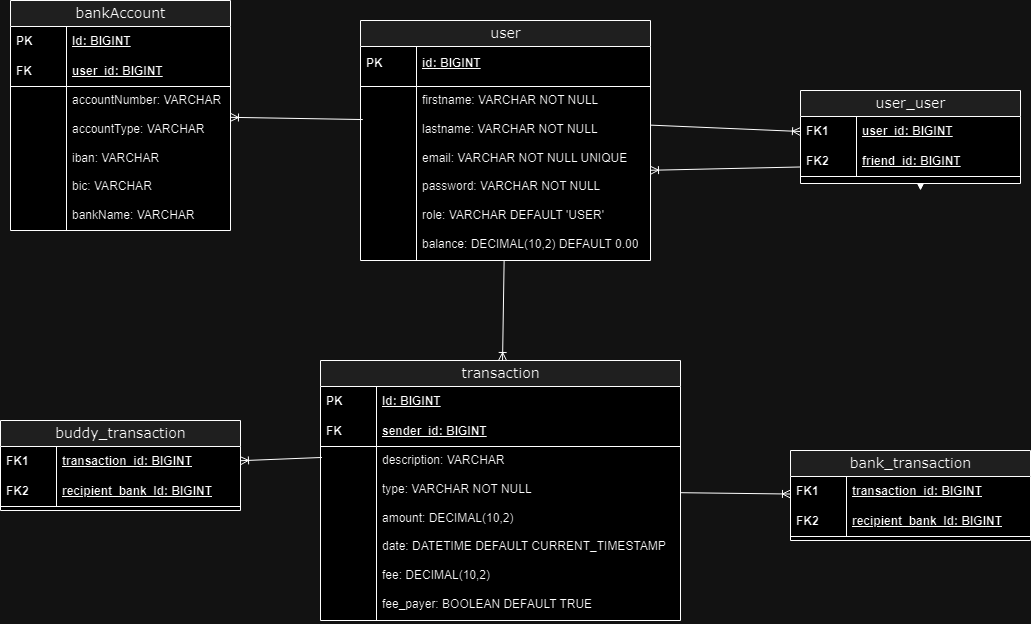 bankAccount
PK Id: BIGINT
FK user_id: BIGINT
accountNumber: VARCHAR
accountType: VARCHAR
iban: VARCHAR
bic: VARCHAR
bankName: VARCHAR
user
PK id: BIGINT
firstname: VARCHAR NOT NULL
lastname: VARCHAR NOT NULL
email: VARCHAR NOT NULL UNIQUE
password: VARCHAR NOT NULL
role: VARCHAR DEFAULT 'USER'
balance: DECIMAL(10,2) DEFAULT 0.00
user_user
FK1 user_id: BIGINT
FK2 friend_id: BIGINT
transaction
PK Id: BIGINT
FK sender_id: BIGINT
description: VARCHAR
type: VARCHAR NOT NULL
amount: DECIMAL(10,2)
date: DATETIME DEFAULT CURRENT_TIMESTAMP
fee: DECIMAL(10,2)
fee_payer: BOOLEAN DEFAULT TRUE
buddy_transaction
FK1 transaction_id: BIGINT
FK2 recipient_bank_Id: BIGINT
bank_transaction
FK1 transaction_id: BIGINT
FK2 recipient_bank_Id: BIGINT